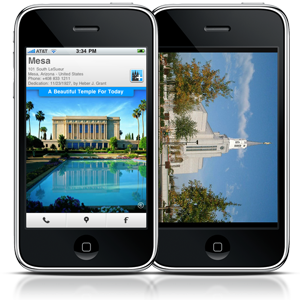 AT&T 3:34 PM
Mesa
101 South LeSueur
Mesa, Arizona - United States
Phone: +408 833 1211
Dedication: 11/23/1927, by Heber J. Grant
A Beautiful Temple For Today